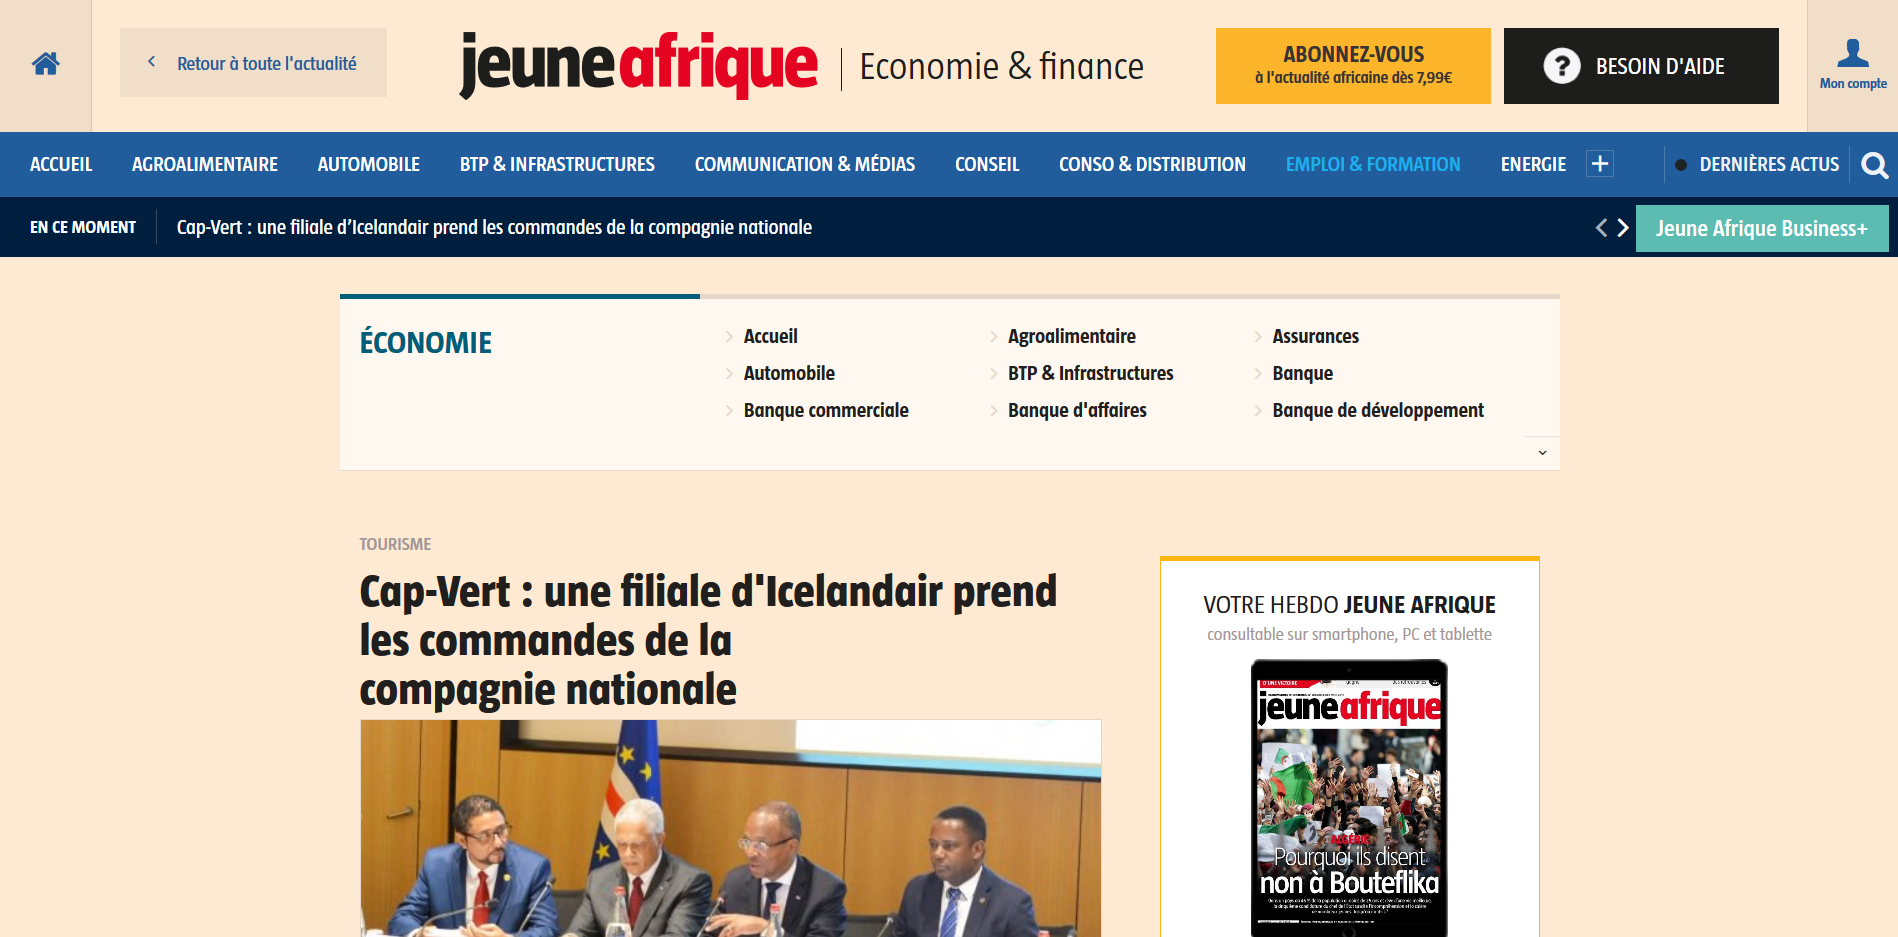 Retour à toute l'actualité
jeune afrique
Economie & finance
ABONNEZ-VOUS
à l'actualité africaine dès 7,99€
? BESOIN D'AIDE
Mon compte
ACCUEIL AGROALIMENTAIRE AUTOMOBILE BTP & INFRASTRUCTURES COMMUNICATION & MÉDIAS CONSEIL CONSO & DISTRIBUTION EMPLOI & FORMATION ENERGIE + DERNIÈRES ACTUS
EN CE MOMENT Cap-Vert : une filiale d’Icelandair prend les commandes de la compagnie nationale
Jeune Afrique Business+
ÉCONOMIE
Accueil Agroalimentaire Assurances
Automobile BTP & Infrastructures Banque
Banque commerciale Banque d'affaires Banque de développement
TOURISME
Cap-Vert : une filiale d'Icelandair prend
les commandes de la
compagnie nationale
VOTRE HEBDO JEUNE AFRIQUE
consultable sur smartphone, PC et tablette
D'UNE VICTOIRE
jeune afrique
ALGÉRIE
Pourquoi ils disent
non à Bouteflika